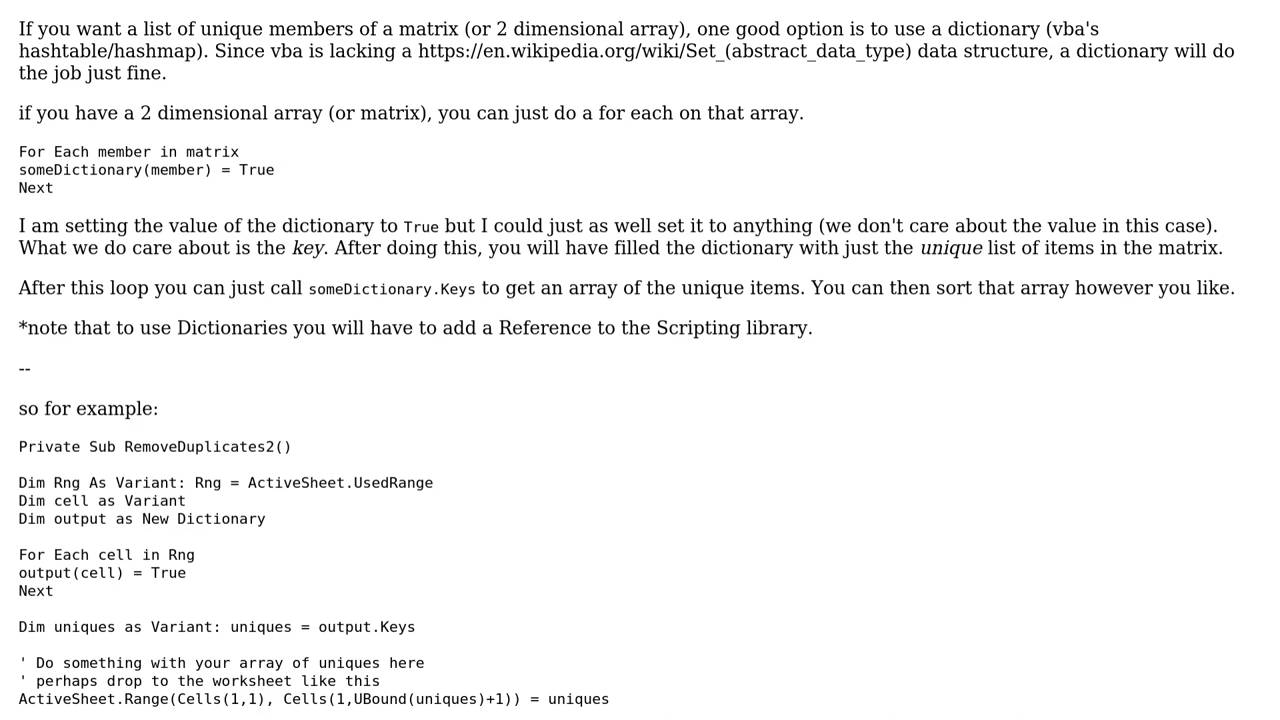 If you want a list of unique members of a matrix (or 2 dimensional array), one good option is to use a dictionary (vba's
hashtable/hashmap). Since vba is lacking a https://en.wikipedia.org/wiki/Set_(abstract_data_type) data structure, a dictionary will do
the job just fine.
if you have a 2 dimensional array (or matrix), you can just do a for each on that array.
For Each member in matrix
someDictionary(member) = True
Next
I am setting the value of the dictionary to True but I could just as well set it to anything (we don't care about the value in this case).
What we do care about is the key. After doing this, you will have filled the dictionary with just the unique list of items in the matrix.
After this loop you can just call someDictionary.Keys to get an array of the unique items. You can then sort that array however you like.
*note that to use Dictionaries you will have to add a Reference to the Scripting library.
--
so for example:
Private Sub RemoveDuplicates2()
Dim Rng As Variant: Rng = ActiveSheet.UsedRange
Dim cell as Variant
Dim output as New Dictionary
For Each cell in Rng
output(cell) = True
Next
Dim uniques as Variant: uniques = output.Keys
' Do something with your array of uniques here
' perhaps drop to the worksheet like this
ActiveSheet.Range(Cells(1,1), Cells(1,UBound(uniques)+1)) = uniques